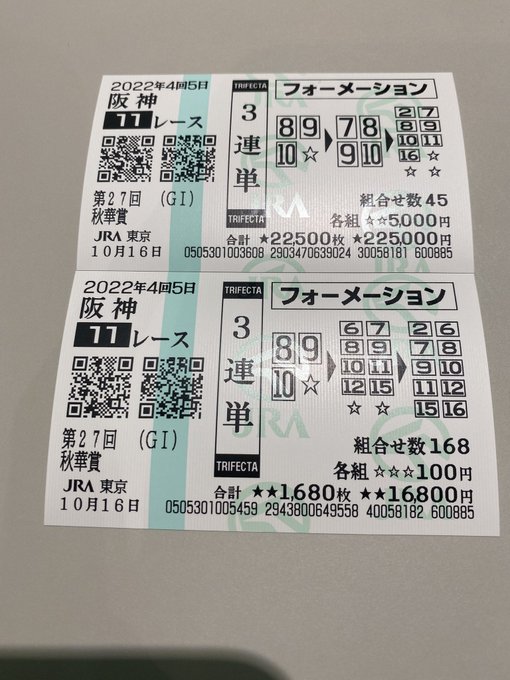 2022年4回5日
阪神
11レース
第27回 (GI)
秋華賞
JRA 東京
10月16日
TRIFECTA
3連単
TRIFECTA
フォーメーション
8 9
10 ☆
7 8
9 10
2 7
8 9
10 11
16 ☆
☆ ☆
組合せ数 45
各組 ☆☆5,000円
合計 ★22,500枚 ★225,000円
0505301003608 2903470639024 30058181 600885
2022年4回5日
阪神
11レース
第27回 (GI)
秋華賞
JRA 東京
10月16日
TRIFECTA
3連単
TRIFECTA
フォーメーション
8 9
10 ☆
6 7
8 9
10 11
12 15
☆ ☆
2 6
7 8
9 10
11 12
15 16
組合せ数 168
各組 ☆☆☆100円
合計 ★★1,680枚 ★★16,800円
0505301005459 2943800649558 40058182 600885